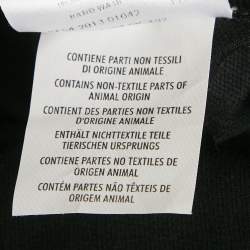 HAND WASH
CONTIENE PARTI NON TESSILI
DI ORIGINE ANIMALE
CONTAINS NON-TEXTILE PARTS OF
ANIMAL ORIGIN
CONTIENT DES PARTIES NON TEXTILES
D'ORIGINE ANIMALE
ENTHÄLT NICHTTEXTILE TEILE
TIERISCHEN URSPRUNGS
CONTIENE PARTES NO TEXTILES DE
ORIGEN ANIMAL
CONTÉM PARTES NÃO TÊXTEIS DE
ORIGEM ANIMAL